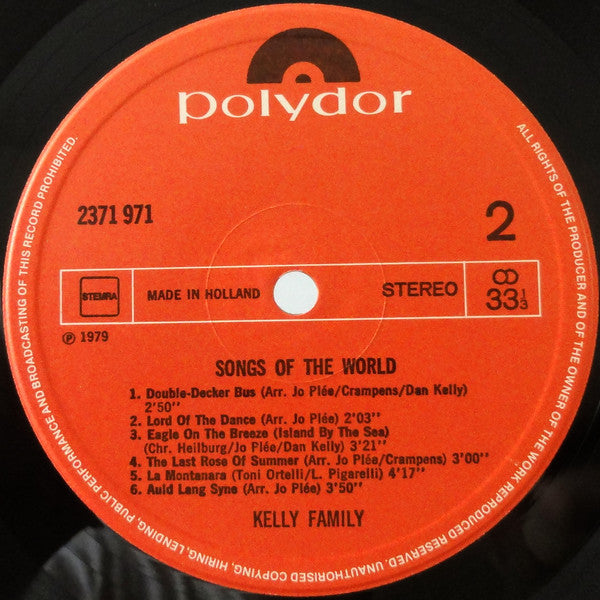 polydor
2371 971
2
STEMRA
MADE IN HOLLAND
STEREO
33 1/3
℗ 1979
SONGS OF THE WORLD
1. Double-Decker Bus (Arr. Jo Plée/Crampens/Dan Kelly)
2'50''
2. Lord Of The Dance (Arr. Jo Plée) 2'03''
3. Eagle On The Breeze (Island By The Sea)
(Chr. Heilburg/Jo Plée/Dan Kelly) 3'21''
4. The Last Rose Of Summer (Arr. Jo Plée/Crampens) 3'00''
5. La Montanara (Toni Ortelli/L. Pigarelli) 4'17''
6. Auld Lang Syne (Arr. Jo Plée) 3'50''
KELLY FAMILY
ALL RIGHTS OF THE PRODUCER AND OF THE OWNER OF THE WORK REPRODUCED RESERVED. UNAUTHORISED COPYING, HIRING, LENDING, PUBLIC PERFORMANCE AND BROADCASTING OF THIS RECORD PROHIBITED.